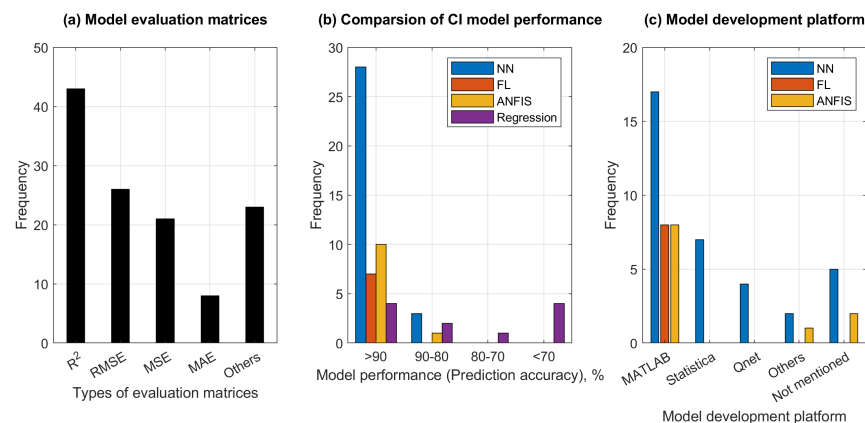 (a) Model evaluation matrices
50
40
30
20
10
0
Frequency
R²
RMSE
MSE
MAE
Others
Types of evaluation matrices
(b) Comparsion of CI model performance
30
25
20
15
10
5
0
Frequency
NN
FL
ANFIS
Regression
>90
90-80
80-70
<70
Model performance (Prediction accuracy), %
(c) Model development platform
20
15
10
5
0
Frequency
NN
FL
ANFIS
MATLAB
Statistica
Qnet
Others
Not mentioned
Model development platform